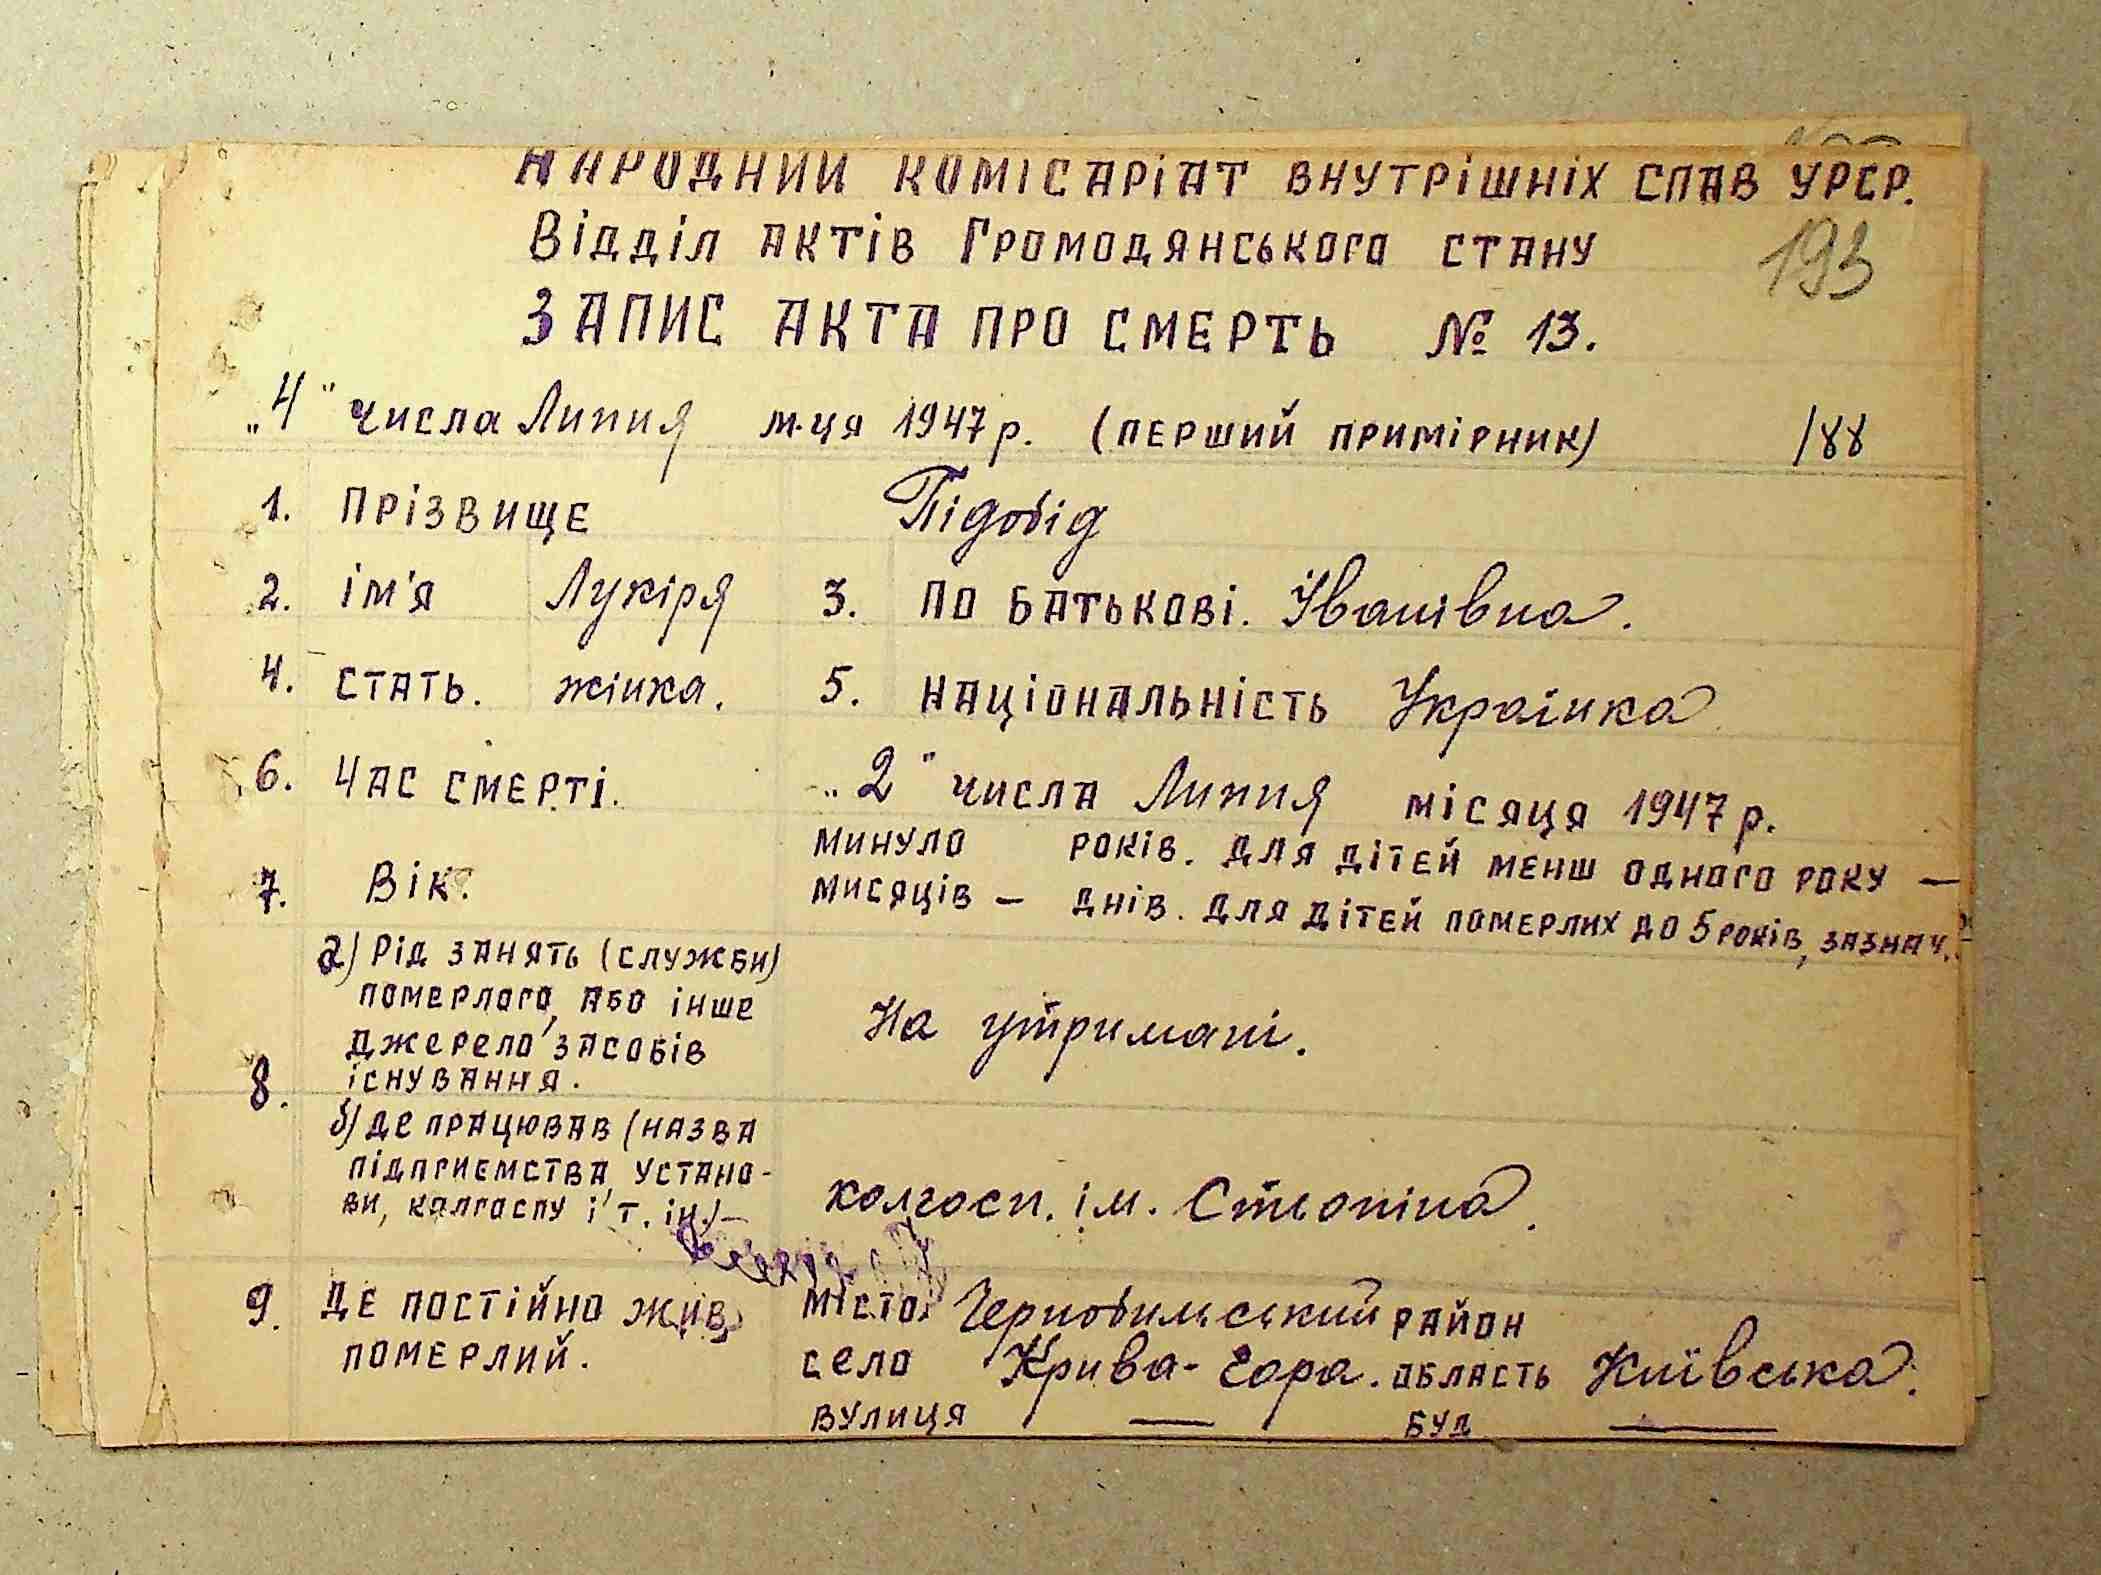 НАРОДНИЙ КОМІСАРІАТ ВНУТРІШНІХ СПАВ УРСР.
ВІДДІЛ АКТІВ ГРОМОДЯНСЬКОГО СТАНУ
193
ЗАПИС АКТА ПРО СМЕРТЬ № 13.
„4" числа Липня м-ця 1947 р. (ПЕРШИЙ ПРИМІРНИК) 188
1. ПРІЗВИЩЕ Підобід
2. ІМ'Я Лукіря 3. ПО БАТЬКОВІ. Іванівна.
4. СТАТЬ. жінка. 5. НАЦІОНАЛЬНІСТЬ Українка
6. ЧАС СМЕРТІ. „2" числа Липня місяця 1947 р.
7. ВІК. МИНУЛО РОКІВ. ДЛЯ ДІТЕЙ МЕНШ ОДНОГО РОКУ —
МИСЯЦІВ — ДНІВ. ДЛЯ ДІТЕЙ ПОМЕРЛИХ ДО 5 РОКІВ, ЗАЗНАЧ.
8. а) РІД ЗАНЯТЬ (СЛУЖБИ)
ПОМЕРЛОГО, АБО ІНШЕ
ДЖЕРЕЛО ЗАСОБІВ
ІСНУВАННЯ.
На утримані.
б) ДЕ ПРАЦЮВАВ (НАЗВА
ПІДПРИЄМСТВА, УСТАНО-
ВИ, КОЛГОСПУ І Т. ІН.)—
колгосп. ім. Стьопіна.
9. ДЕ ПОСТІЙНО ЖИВ
ПОМЕРЛИЙ.
МІСТО Чернобильський РАЙОН
СЕЛО Крива-Гора. ОБЛАСТЬ Київська.
ВУЛИЦЯ — БУД —